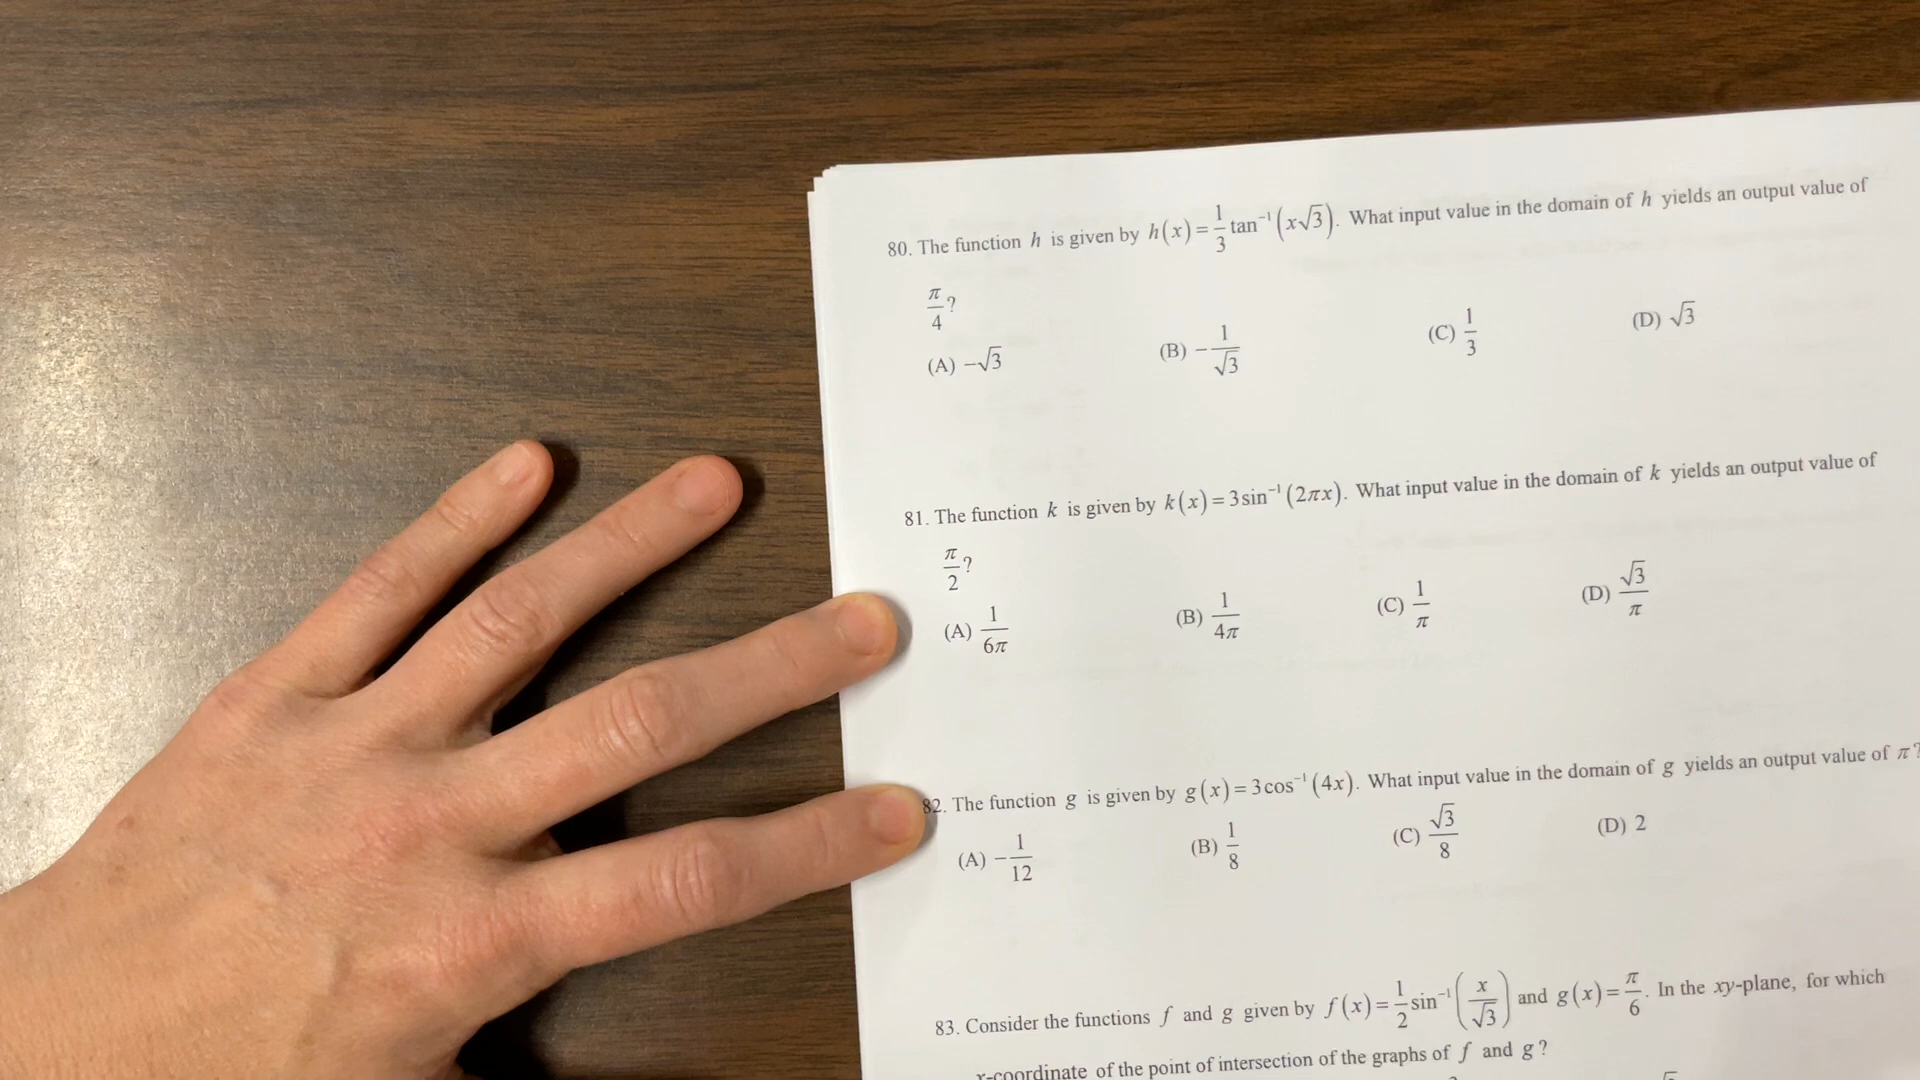 80. The function h is given by h(x) = 1/3 tan⁻¹(x√3). What input value in the domain of h yields an output value of
π/4?
(A) −√3 (B) −1/√3 (C) 1/3 (D) √3
81. The function k is given by k(x) = 3 sin⁻¹(2πx). What input value in the domain of k yields an output value of
π/2?
(A) 1/6π (B) 1/4π (C) 1/π (D) √3/π
82. The function g is given by g(x) = 3 cos⁻¹(4x). What input value in the domain of g yields an output value of π?
(A) −1/12 (B) 1/8 (C) √3/8 (D) 2
83. Consider the functions f and g given by f(x) = 1/2 sin⁻¹(x/√3) and g(x) = π/6. In the xy-plane, for which
x-coordinate of the point of intersection of the graphs of f and g?